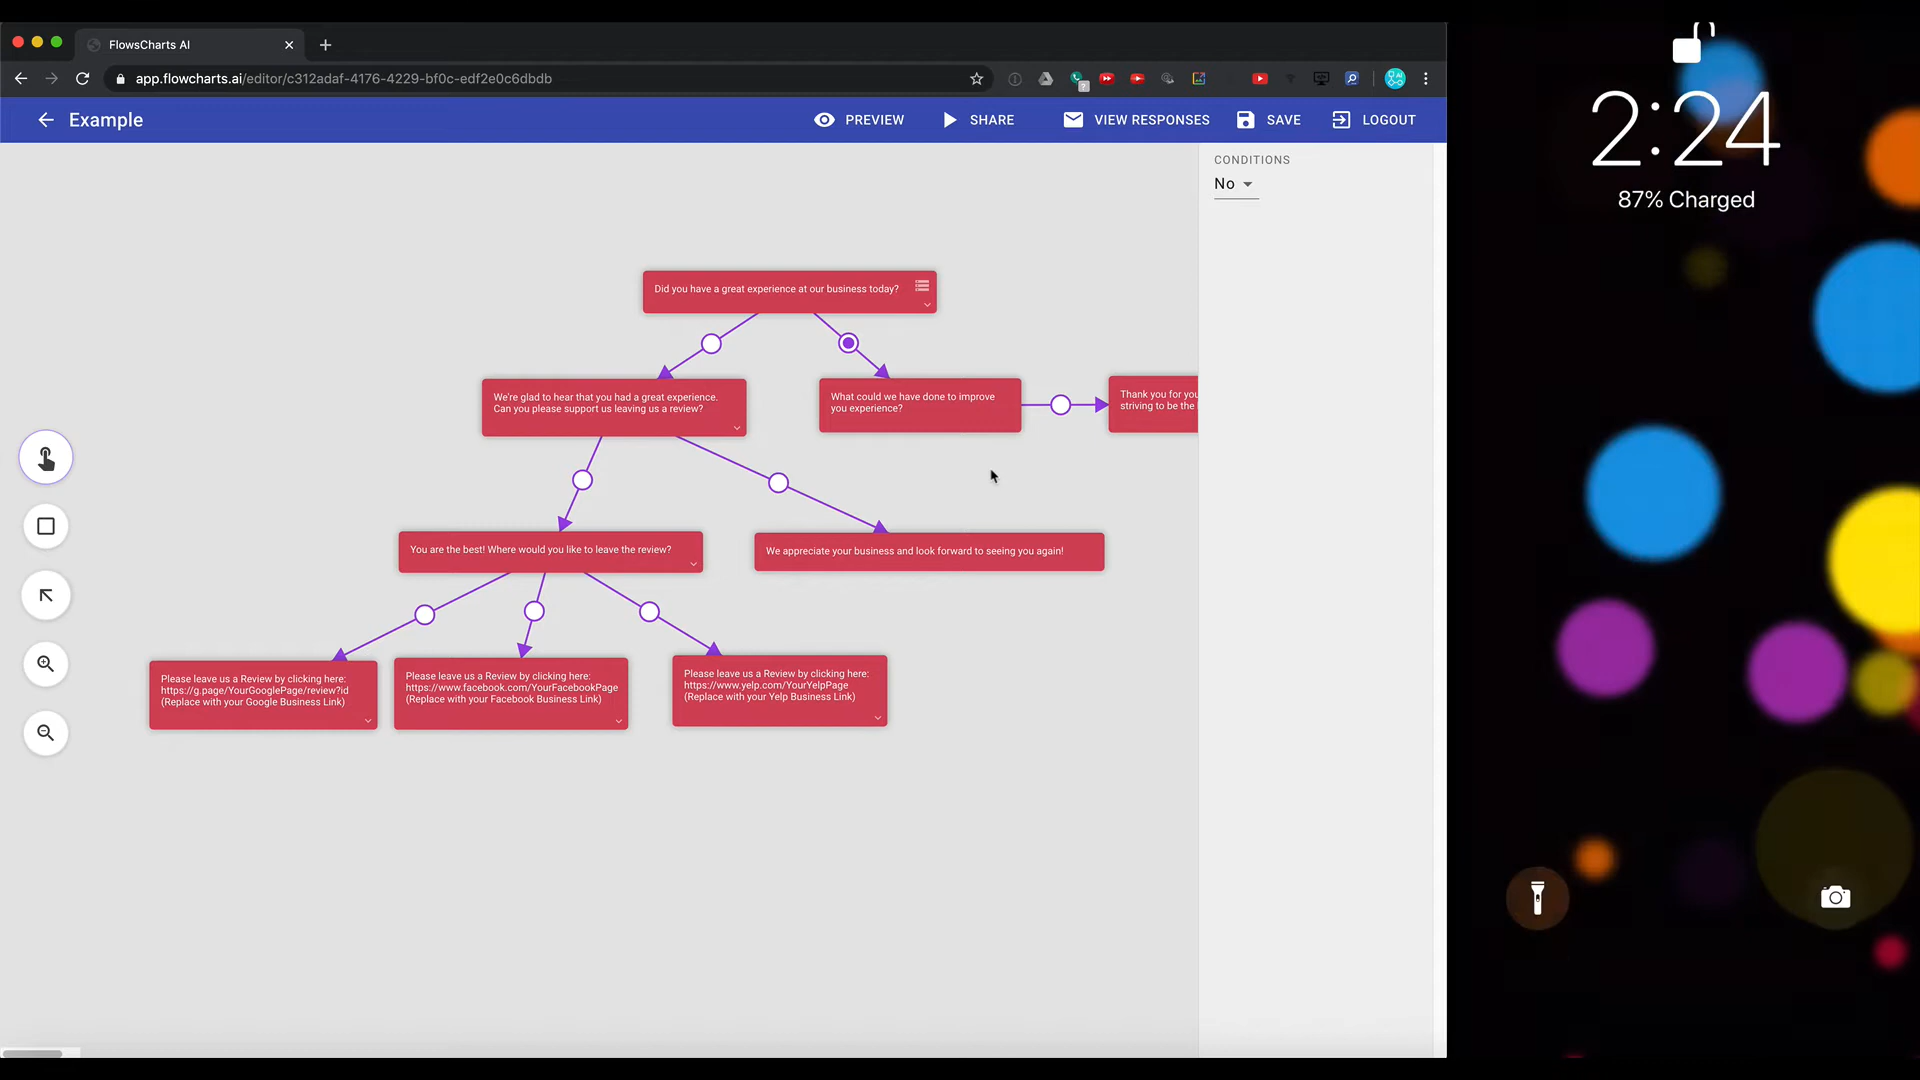 FlowsCharts AI
app.flowcharts.ai/editor/c312adaf-4176-4229-bf0c-edf2e0c6dbdb
Example
PREVIEW
SHARE
VIEW RESPONSES
SAVE
LOGOUT
CONDITIONS
No
Did you have a great experience at our business today?
We're glad to hear that you had a great experience.
Can you please support us leaving us a review?
What could we have done to improve
you experience?
Thank you for you
striving to be the
You are the best! Where would you like to leave the review?
We appreciate your business and look forward to seeing you again!
Please leave us a Review by clicking here:
https://g.page/YourGooglePage/review?id
(Replace with your Google Business Link)
Please leave us a Review by clicking here:
https://www.facebook.com/YourFacebookPage
(Replace with your Facebook Business Link)
Please leave us a Review by clicking here:
https://www.yelp.com/YourYelpPage
(Replace with your Yelp Business Link)
2:24
87% Charged